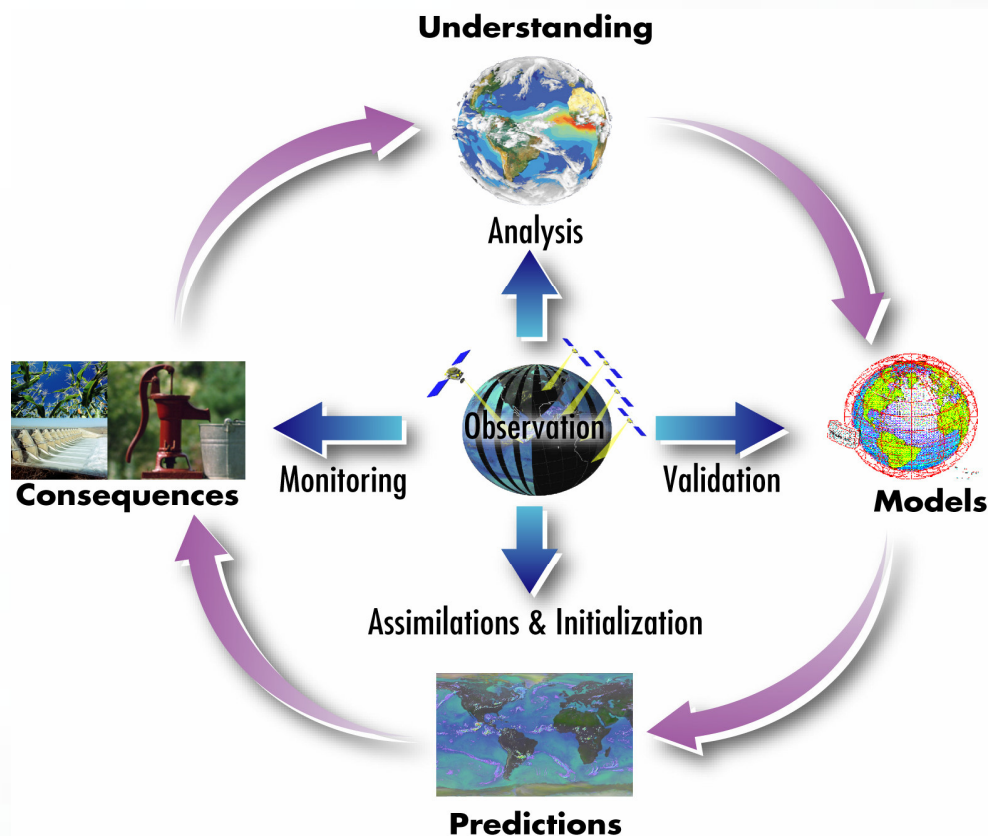 Understanding
Analysis
Observation
Monitoring
Validation
Consequences
Models
Assimilations & Initialization
Predictions